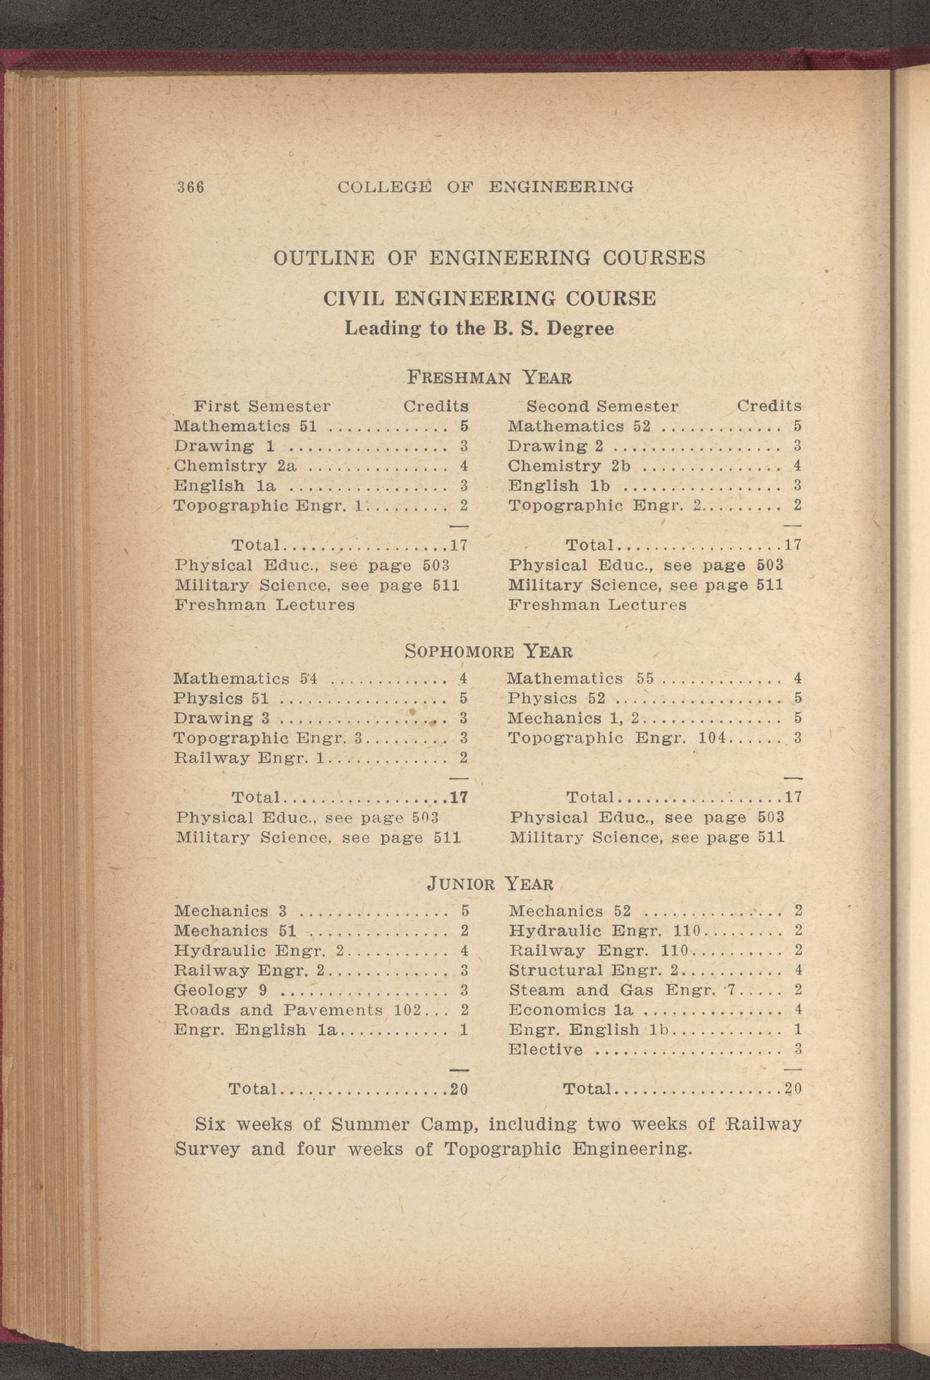 366 COLLEGE OF ENGINEERING
OUTLINE OF ENGINEERING COURSES
CIVIL ENGINEERING COURSE
Leading to the B. S. Degree
FRESHMAN YEAR
First Semester Credits
Mathematics 51 ............. 5
Drawing 1 ................. 3
Chemistry 2a ............... 4
English 1a ................. 3
Topographic Engr. 1......... 2
Total..................17
Physical Educ., see page 503
Military Science, see page 511
Freshman Lectures
Second Semester Credits
Mathematics 52 ............. 5
Drawing 2 .................. 3
Chemistry 2b ............... 4
English 1b ................. 3
Topographic Engr. 2......... 2
Total..................17
Physical Educ., see page 503
Military Science, see page 511
Freshman Lectures
SOPHOMORE YEAR
Mathematics 54 ............. 4
Physics 51 .................. 5
Drawing 3 .................. 3
Topographic Engr. 3......... 3
Railway Engr. 1............. 2
Total..................17
Physical Educ., see page 503
Military Science, see page 511
Mathematics 55 ............. 4
Physics 52 .................. 5
Mechanics 1, 2............... 5
Topographic Engr. 104...... 3
Total..................17
Physical Educ., see page 503
Military Science, see page 511
JUNIOR YEAR
Mechanics 3 ................ 5
Mechanics 51 ............... 2
Hydraulic Engr. 2........... 4
Railway Engr. 2............. 3
Geology 9 .................. 3
Roads and Pavements 102... 2
Engr. English 1a............ 1
Total..................20
Mechanics 52 ............... 2
Hydraulic Engr. 110......... 2
Railway Engr. 110.......... 2
Structural Engr. 2........... 4
Steam and Gas Engr. 7..... 2
Economics 1a ............... 4
Engr. English 1b............ 1
Elective .................... 3
Total..................20
Six weeks of Summer Camp, including two weeks of Railway
Survey and four weeks of Topographic Engineering.